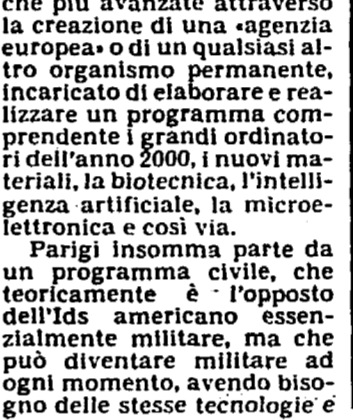 che più avanzate attraverso
la creazione di una «agenzia
europea» o di un qualsiasi al-
tro organismo permanente,
incaricato di elaborare e rea-
lizzare un programma com-
prendente i grandi ordinato-
ri dell'anno 2000, i nuovi ma-
teriali, la biotecnica, l'intelli-
genza artificiale, la microe-
lettronica e così via.
Parigi insomma parte da
un programma civile, che
teoricamente è l'opposto
dell'Ids americano essen-
zialmente militare, ma che
può diventare militare ad
ogni momento, avendo biso-
gno delle stesse tecnologie e